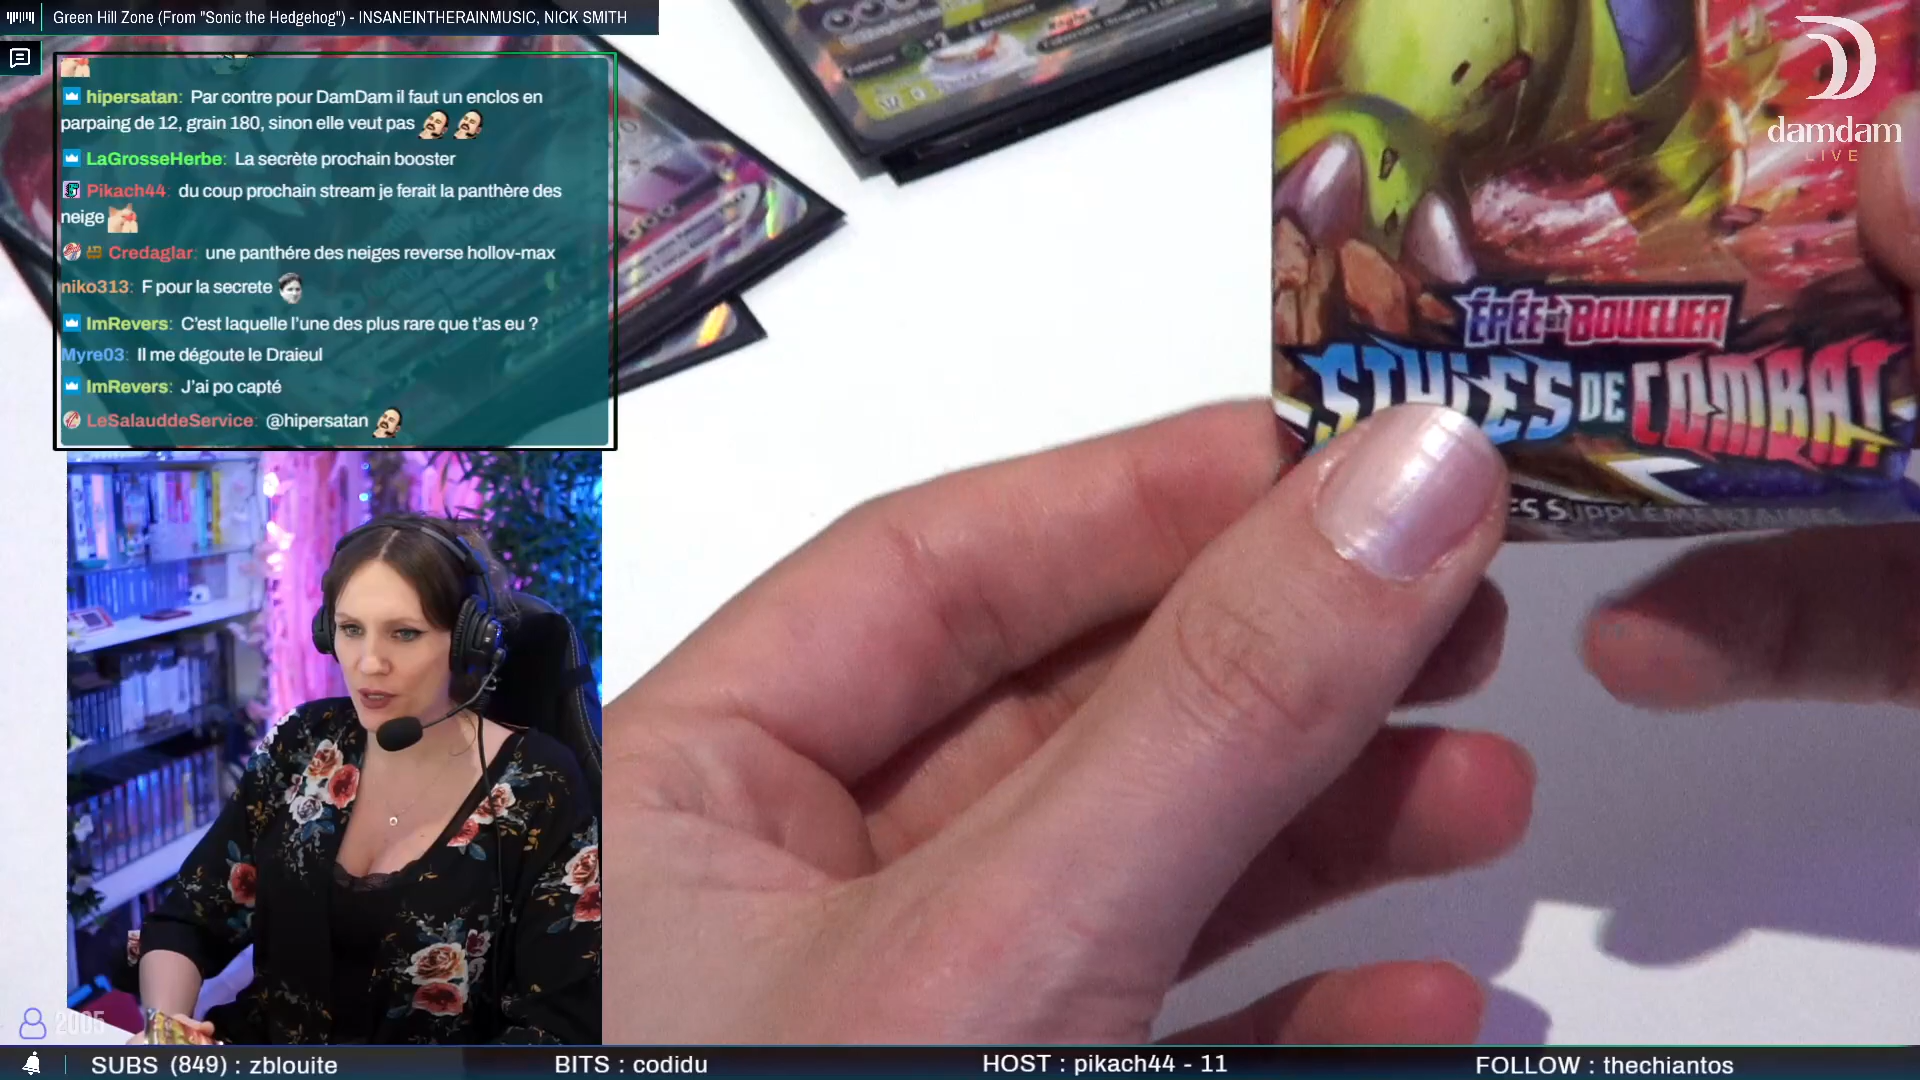 Green Hill Zone (From "Sonic the Hedgehog") - INSANEINTHERAINMUSIC, NICK SMITH
hipersatan: Par contre pour DamDam il faut un enclos en
parpaing de 12, grain 180, sinon elle veut pas
LaGrosseHerbe: La secrète prochain booster
Pikach44: du coup prochain stream je ferait la panthère des
neige
Credaglar: une panthére des neiges reverse hollov-max
niko313: F pour la secrete
ImRevers: C'est laquelle l'une des plus rare que t'as eu ?
Myre03: Il me dégoute le Draieul
ImRevers: J'ai po capté
LeSalauddeService: @hipersatan
damdam
LIVE
ÉPÉE ET BOUCLIER
STYLES DE COMBAT
SUPPLÉMENTAIRES
2005
SUBS (849) : zblouite
BITS : codidu
HOST : pikach44 - 11
FOLLOW : thechiantos